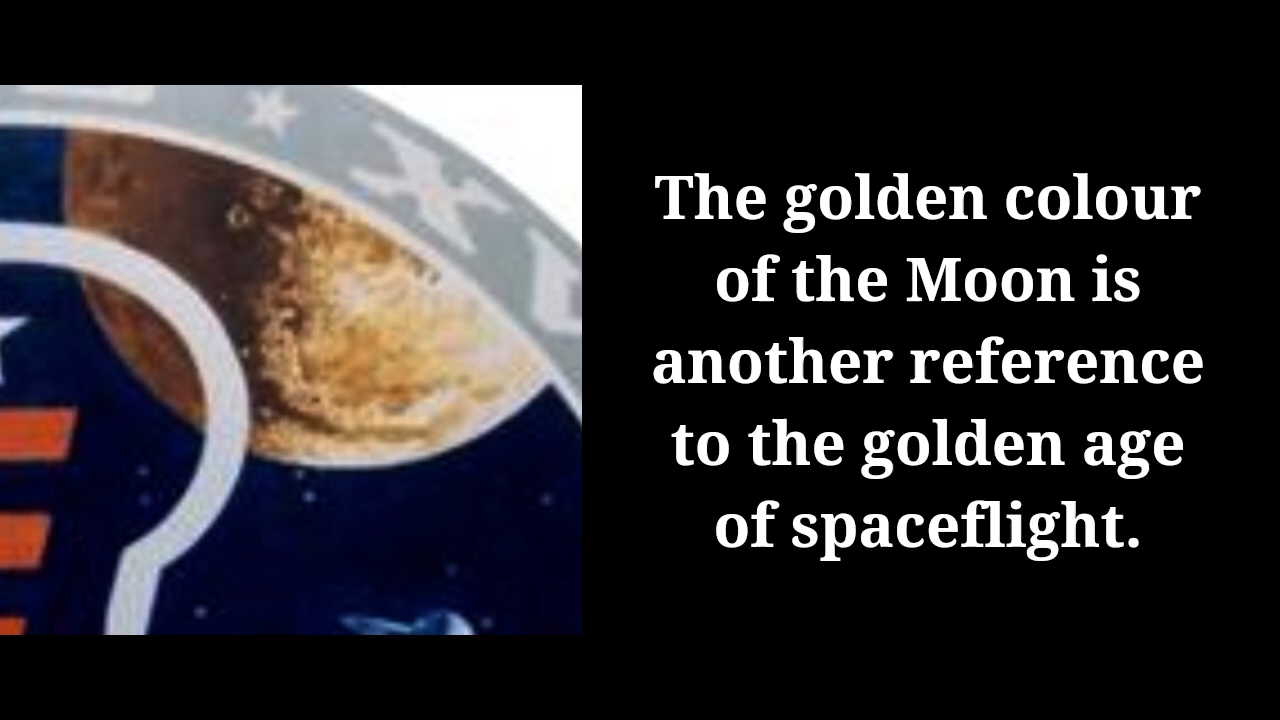 The golden colour
of the Moon is
another reference
to the golden age
of spaceflight.